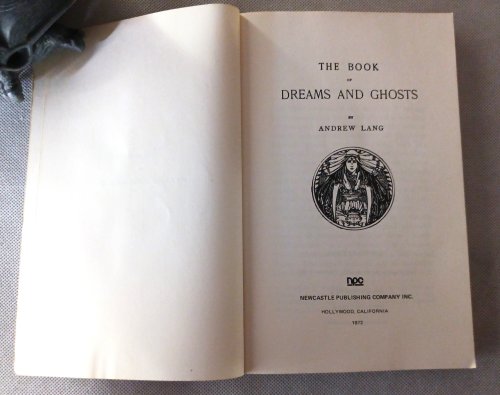 THE BOOK
OF
DREAMS AND GHOSTS
BY
ANDREW LANG
npc
NEWCASTLE PUBLISHING COMPANY INC.
HOLLYWOOD, CALIFORNIA
1972